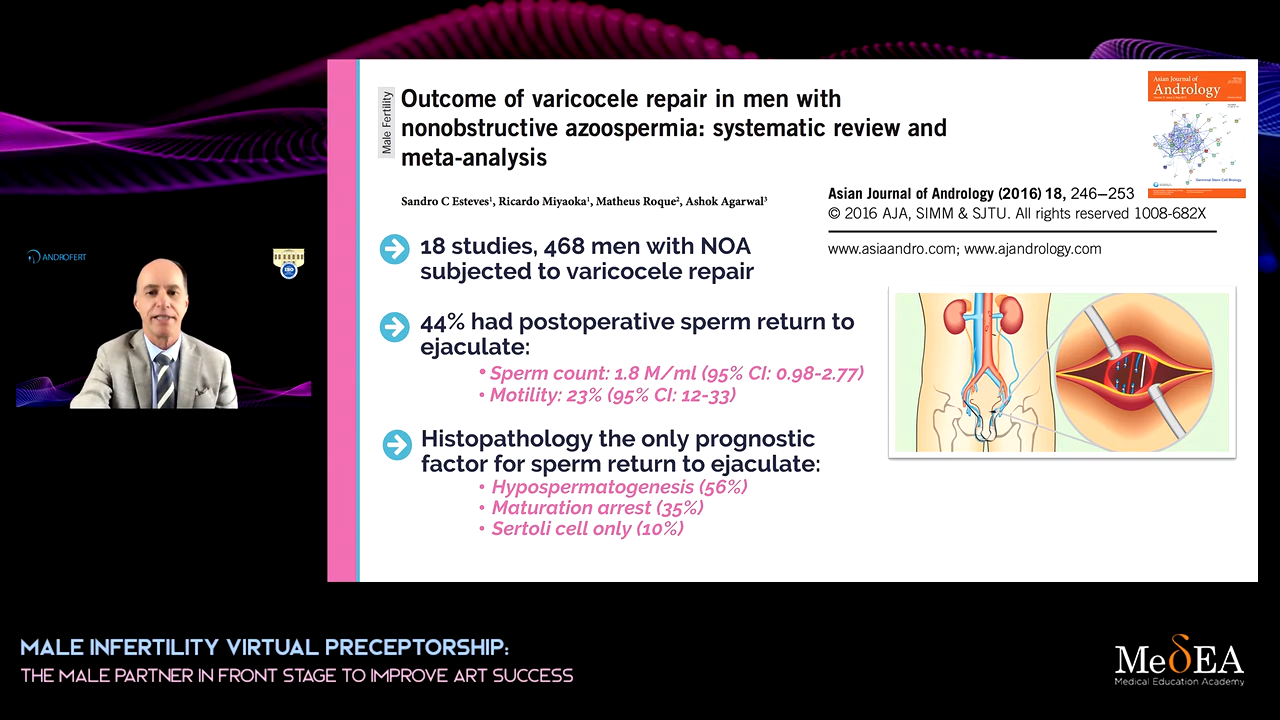 Male Fertility
Outcome of varicocele repair in men with
nonobstructive azoospermia: systematic review and
meta-analysis
Asian Journal of
Andrology
Sandro C Esteves¹, Ricardo Miyaoka¹, Matheus Roque², Ashok Agarwal³
Asian Journal of Andrology (2016) 18, 246–253
© 2016 AJA, SIMM & SJTU. All rights reserved 1008-682X
www.asiaandro.com; www.ajandrology.com
18 studies, 468 men with NOA
subjected to varicocele repair
44% had postoperative sperm return to
ejaculate:
• Sperm count: 1.8 M/ml (95% CI: 0.98-2.77)
• Motility: 23% (95% CI: 12-33)
Histopathology the only prognostic
factor for sperm return to ejaculate:
• Hypospermatogenesis (56%)
• Maturation arrest (35%)
• Sertoli cell only (10%)
ANDROFERT
ISO
MALE INFERTILITY VIRTUAL PRECEPTORSHIP:
THE MALE PARTNER IN FRONT STAGE TO IMPROVE ART SUCCESS
MeδEA
Medical Education Academy